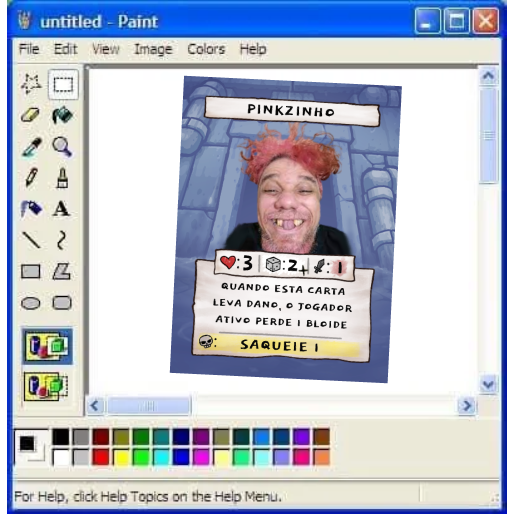 untitled - Paint
File Edit View Image Colors Help
PINKZINHO
:3 :2+ :1
QUANDO ESTA CARTA
LEVA DANO, O JOGADOR
ATIVO PERDE 1 BLOIDE
: SAQUEIE 1
A
For Help, click Help Topics on the Help Menu.